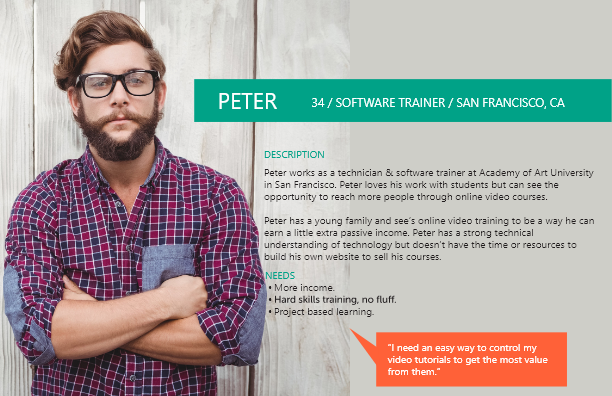 PETER 34 / SOFTWARE TRAINER / SAN FRANCISCO, CA
DESCRIPTION
Peter works as a technician & software trainer at Academy of Art University
in San Francisco. Peter loves his work with students but can see the
opportunity to reach more people through online video courses.
Peter has a young family and see's online video training to be a way he can
earn a little extra passive income. Peter has a strong technical
understanding of technology but doesn't have the time or resources to
build his own website to sell his courses.
NEEDS
• More income.
• Hard skills training, no fluff.
• Project based learning.
"I need an easy way to control my
video tutorials to get the most value
from them."